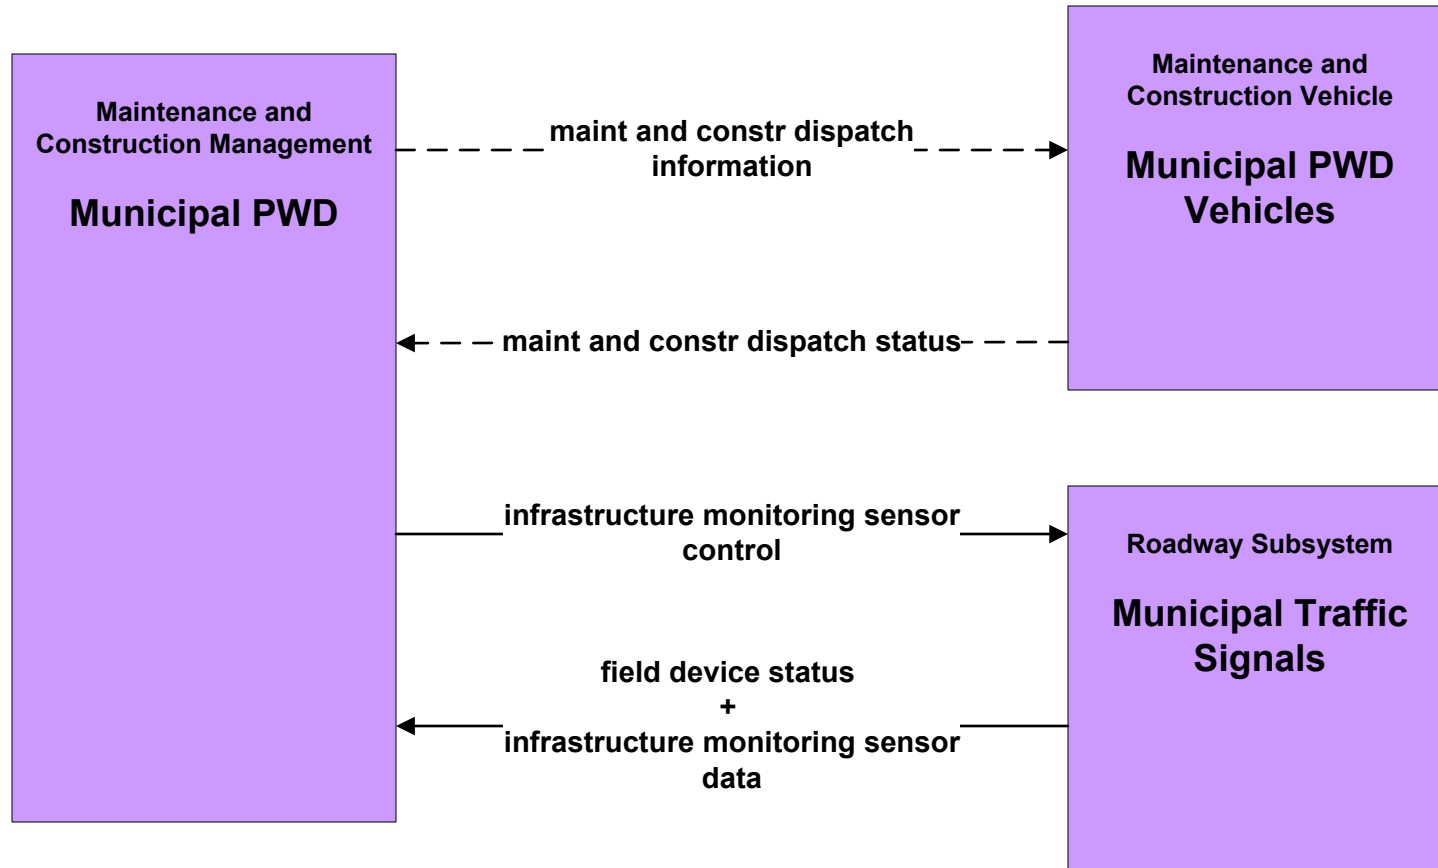 Maintenance and
Construction Management
Municipal PWD
maint and constr dispatch
information
maint and constr dispatch status
infrastructure monitoring sensor
control
field device status
+
infrastructure monitoring sensor
data
Maintenance and
Construction Vehicle
Municipal PWD
Vehicles
Roadway Subsystem
Municipal Traffic
Signals